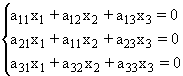 a₁₁x₁ + a₁₂x₂ + a₁₃x₃ = 0
a₂₁x₁ + a₁₁x₂ + a₂₃x₃ = 0
a₃₁x₁ + a₃₂x₂ + a₃₃x₃ = 0